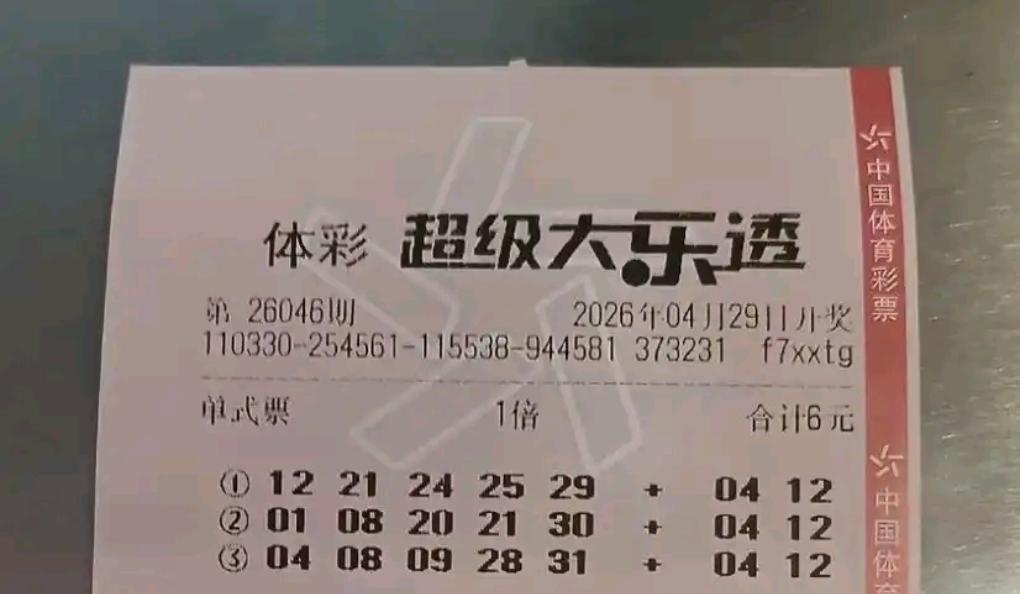 体彩 超级大乐透
第 26046期 2026年04月29日开奖
110330-254561-115538-944581 373231 f7xxtg
单式票 1倍 合计6元
① 12 21 24 25 29 + 04 12
② 01 08 20 21 30 + 04 12
③ 04 08 09 28 31 + 04 12
中国体育彩票
中国体育